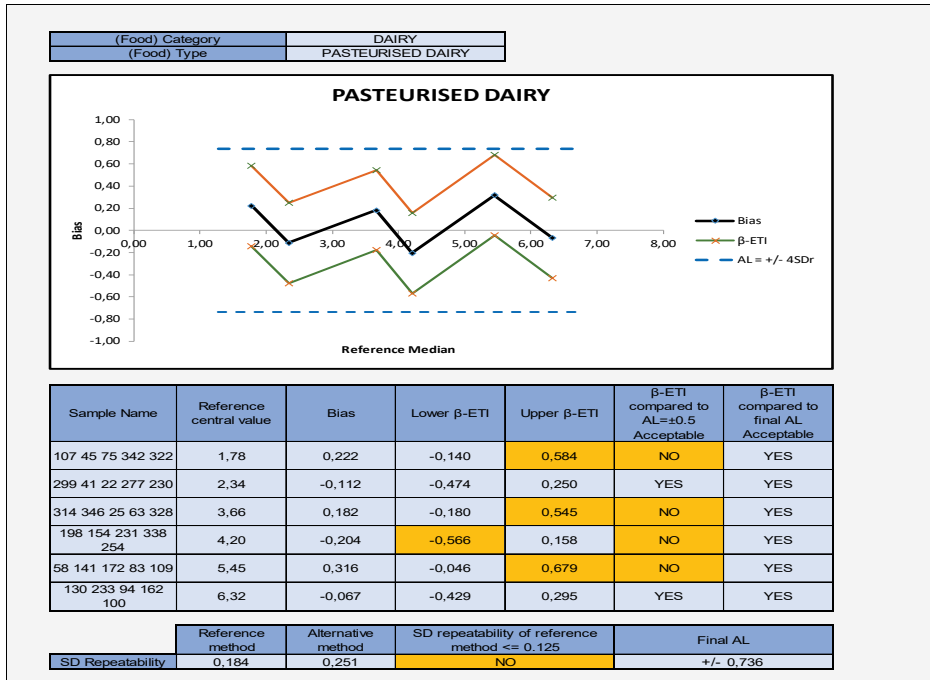 (Food) Category DAIRY
(Food) Type PASTEURISED DAIRY
PASTEURISED DAIRY
1,00
0,80
0,60
0,40
0,20
0,00
-0,20
-0,40
-0,60
-0,80
-1,00
0,00 1,00 2,00 3,00 4,00 5,00 6,00 7,00 8,00
Bias
Reference Median
Bias
β-ETI
AL = +/- 4SDr
Sample Name Reference central value Bias Lower β-ETI Upper β-ETI β-ETI compared to AL=±0.5 Acceptable β-ETI compared to final AL Acceptable
107 45 75 342 322 1,78 0,222 -0,140 0,584 NO YES
299 41 22 277 230 2,34 -0,112 -0,474 0,250 YES YES
314 346 25 63 328 3,66 0,182 -0,180 0,545 NO YES
198 154 231 338 254 4,20 -0,204 -0,566 0,158 NO YES
58 141 172 83 109 5,45 0,316 -0,046 0,679 NO YES
130 233 94 162 100 6,32 -0,067 -0,429 0,295 YES YES
Reference method Alternative method SD repeatability of reference method <= 0.125 Final AL
SD Repeatability 0,184 0,251 NO +/- 0,736